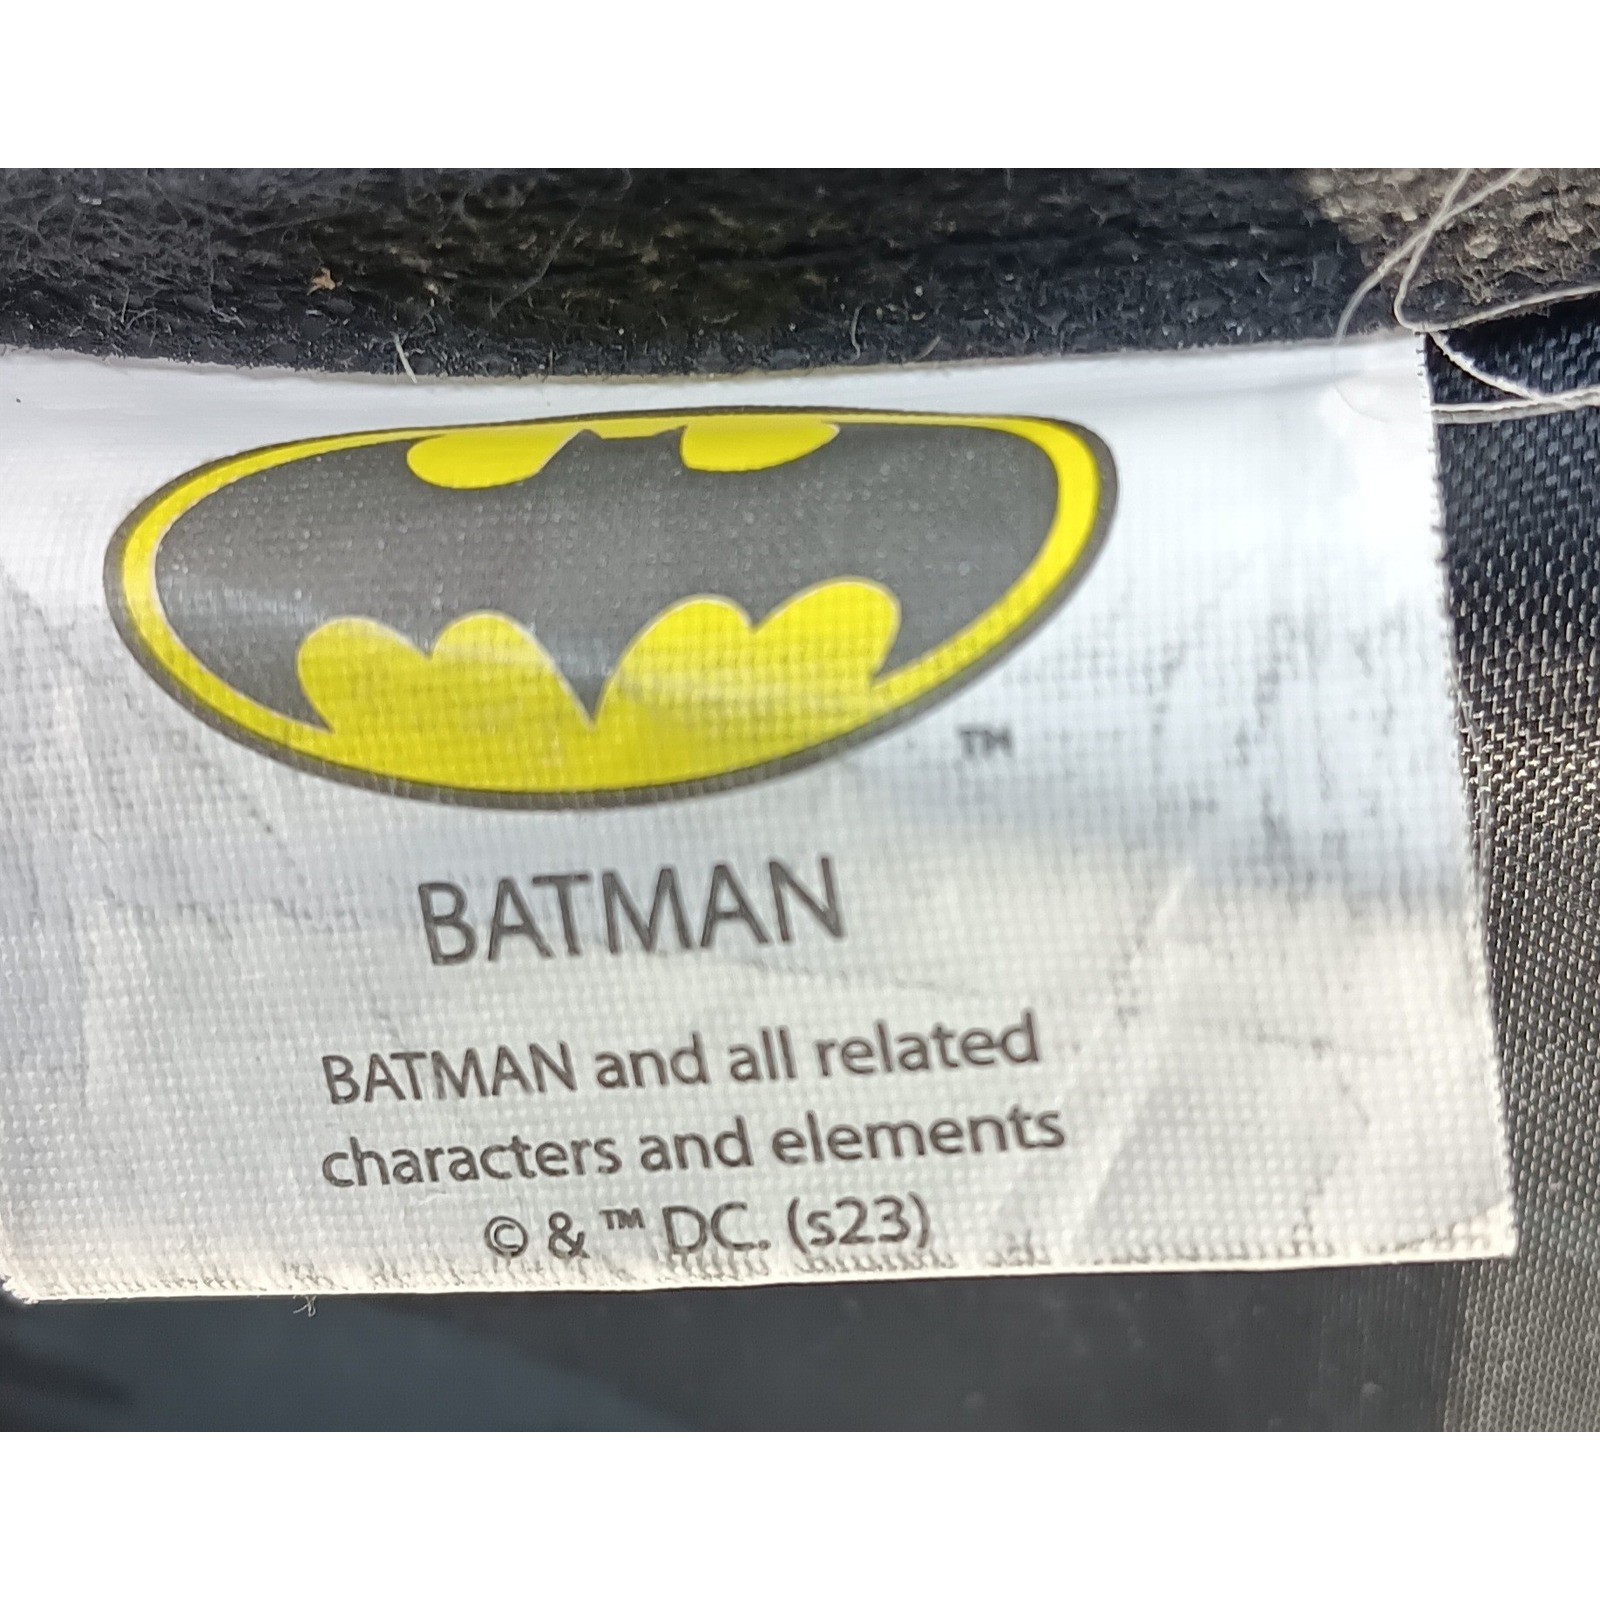 TM
BATMAN
BATMAN and all related
characters and elements
© & ™ DC. (s23)